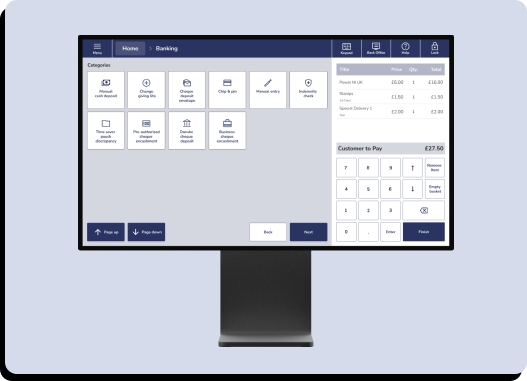 Menu
Home > Banking
Keypad
Back Office
Help
Lock
Categories
Manual
cash deposit
Change
giving fee
Cheque
deposit
envelope
Chip & pin
Manual entry
Indemnity
check
Time saver
pouch
discrepancy
Pre-authorised
cheque
encashment
Donate
cheque
deposit
Business
cheque
encashment
Page up
Page down
Back
Next
Title Price Qty. Total
Power NI UK £6.00 1 £16.00
Stamps £1.50 1 £1.50
Special Delivery 1 £2.00 1 £2.00
Customer to Pay £27.50
7 8 9 Remove
item
4 5 6 Empty
basket
1 2 3
0 . Enter Finish